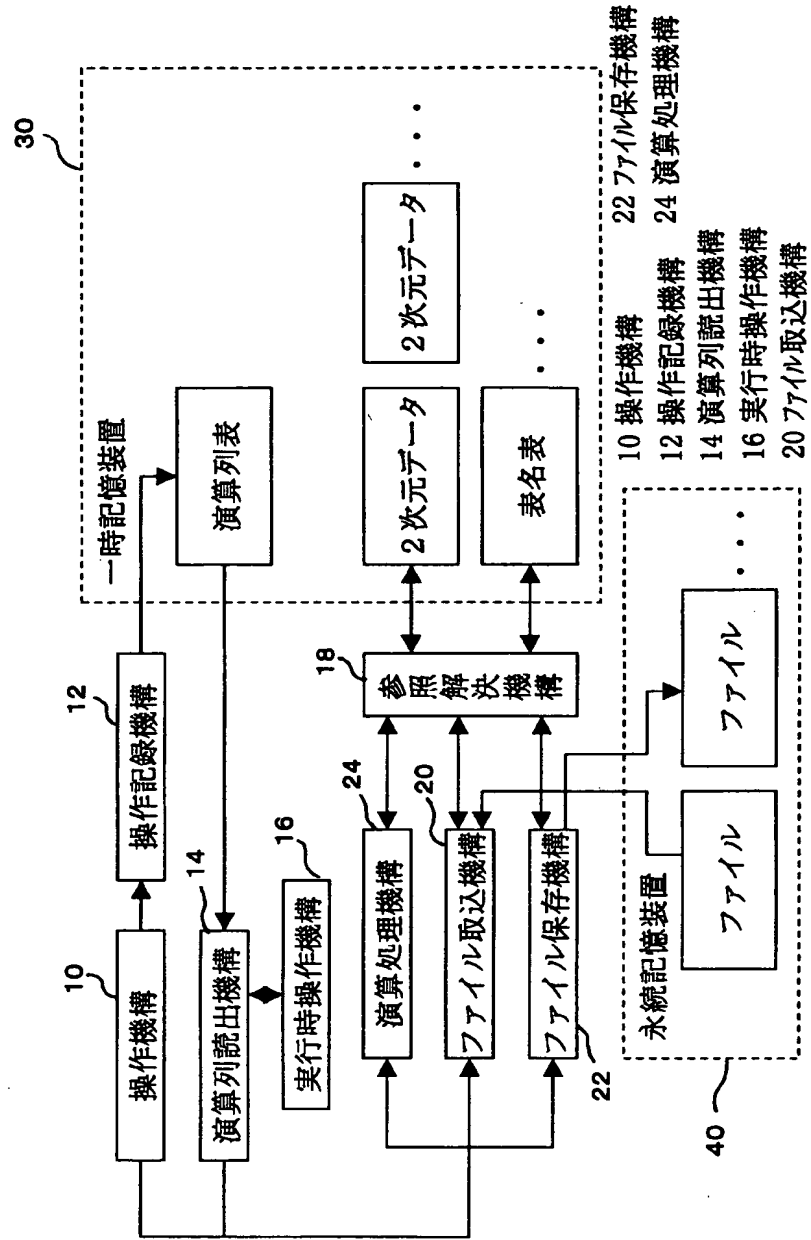 30
一時記憶装置
12
操作記録機構
演算列表
10
操作機構
14
演算列読出機構
16
実行時操作機構
2次元データ
2次元データ
・・・
18
参照解決機構
表名表
・・・
24
演算処理機構
20
ファイル取込機構
ファイル保存機構
22
永続記憶装置
ファイル
ファイル
・・・
40
10 操作機構
12 操作記録機構
14 演算列読出機構
16 実行時操作機構
20 ファイル取込機構
22 ファイル保存機構
24 演算処理機構